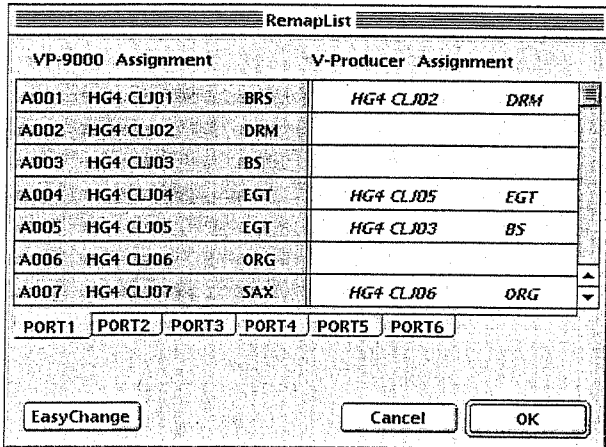 RemapList
VP-9000 Assignment V-Producer Assignment
A001 HG4 CLJ01 BRS HG4 CLJ02 DRM
A002 HG4 CLJ02 DRM
A003 HG4 CLJ03 BS
A004 HG4 CLJ04 EGT HG4 CLJ05 EGT
A005 HG4 CLJ05 EGT HG4 CLJ03 BS
A006 HG4 CLJ06 ORG
A007 HG4 CLJ07 SAX HG4 CLJ06 ORG
PORT1 PORT2 PORT3 PORT4 PORT5 PORT6
EasyChange Cancel OK